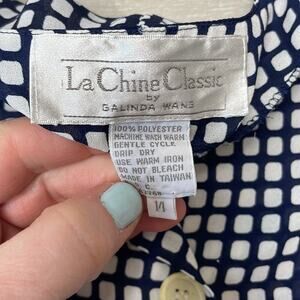 La Chine Classic
by
GALINDA WANG
100% POLYESTER
MACHINE WASH WARM
GENTLE CYCLE
DRIP DRY
USE WARM IRON
DO NOT BLEACH
MADE IN TAIWAN
14